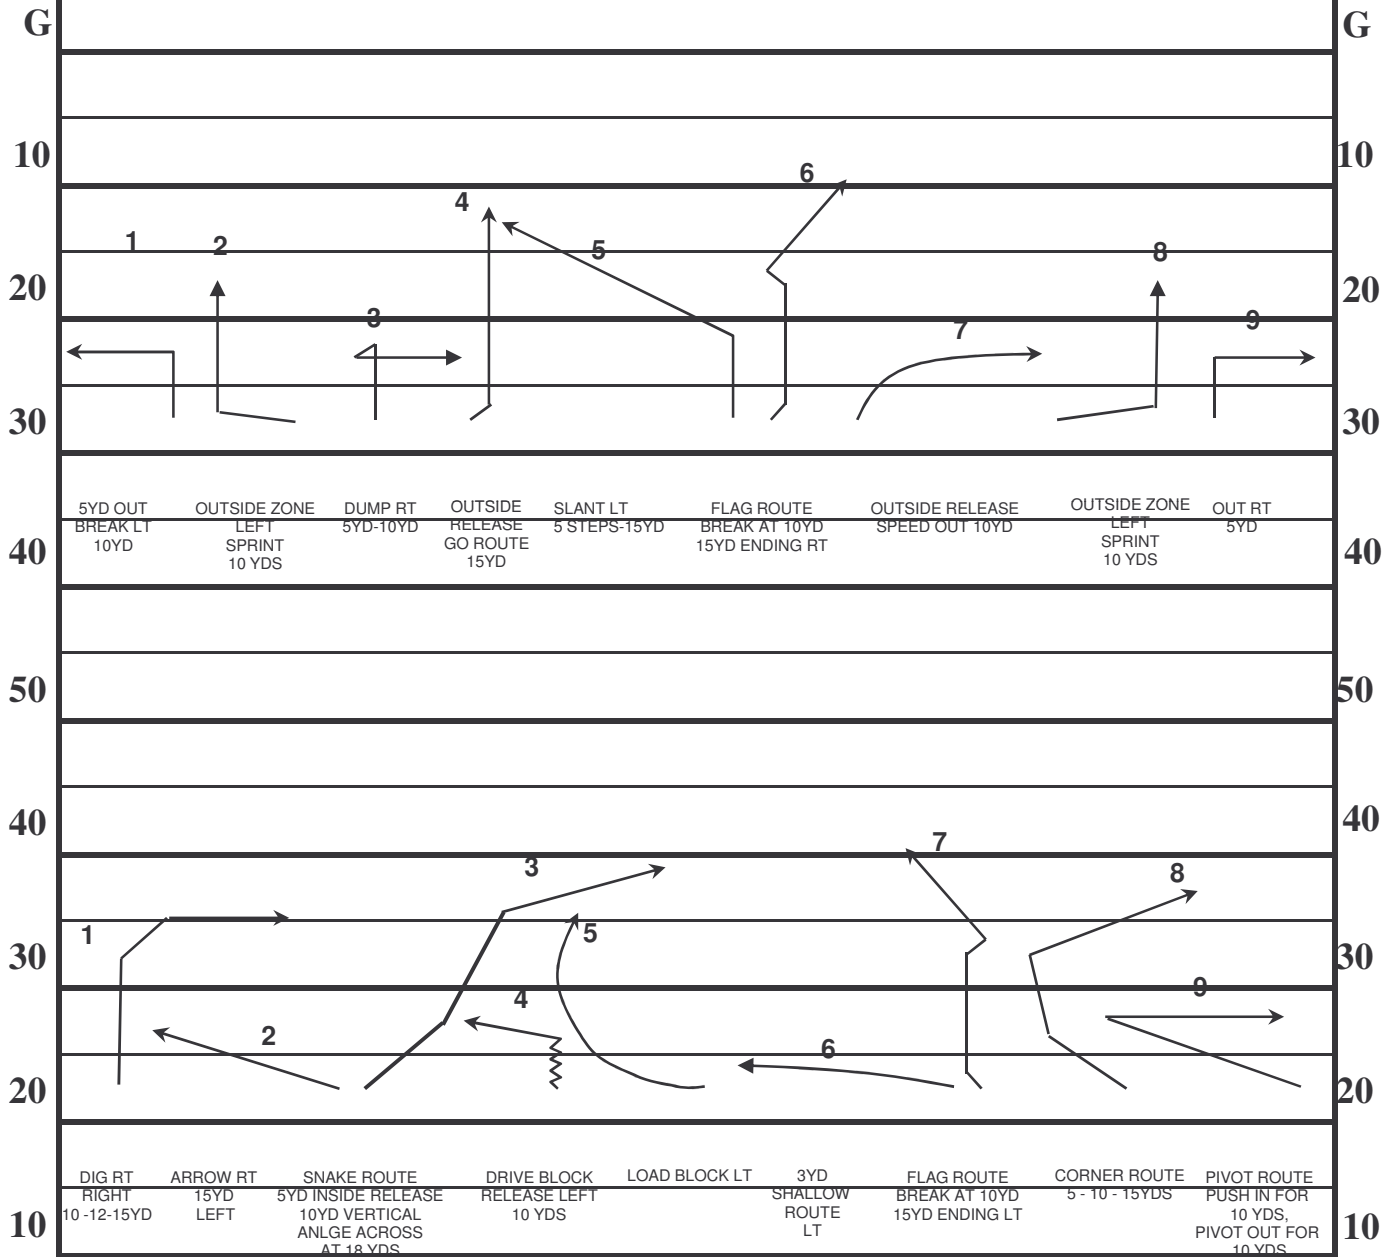 G
G
10
10
6
4
1
2
5
8
20
20
3
7
9
30
30
5YD OUT
BREAK LT
10YD
OUTSIDE ZONE
LEFT
SPRINT
10 YDS
DUMP RT
5YD-10YD
OUTSIDE
RELEASE
GO ROUTE
15YD
SLANT LT
5 STEPS-15YD
FLAG ROUTE
BREAK AT 10YD
15YD ENDING RT
OUTSIDE RELEASE
SPEED OUT 10YD
OUTSIDE ZONE
LEFT
SPRINT
10 YDS
OUT RT
5YD
40
40
50
50
40
40
3
7
8
1
5
30
30
4
9
2
6
20
20
DIG RT
RIGHT
10 -12-15YD
ARROW RT
15YD
LEFT
SNAKE ROUTE
5YD INSIDE RELEASE
10YD VERTICAL
ANLGE ACROSS
AT 18 YDS
DRIVE BLOCK
RELEASE LEFT
10 YDS
LOAD BLOCK LT
3YD
SHALLOW
ROUTE
LT
FLAG ROUTE
BREAK AT 10YD
15YD ENDING LT
CORNER ROUTE
5 - 10 - 15YDS
PIVOT ROUTE
PUSH IN FOR
10 YDS,
PIVOT OUT FOR
10 YDS
10
10